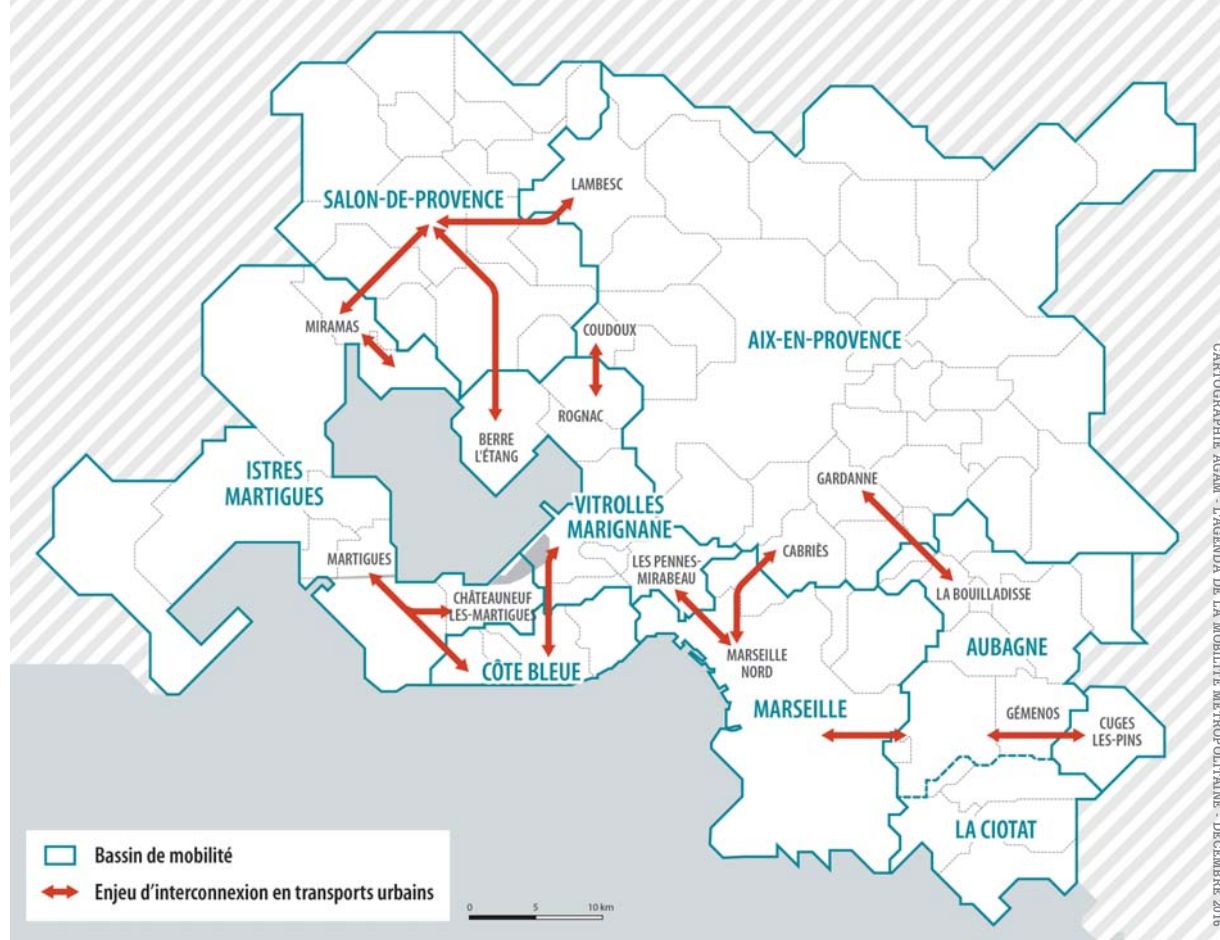 SALON-DE-PROVENCE
LAMBESC
MIRAMAS
COUDOUX
AIX-EN-PROVENCE
ROGNAC
BERRE
L'ÉTANG
ISTRES
MARTIGUES
GARDANNE
VITROLLES
MARIGNANE
MARTIGUES
LES PENNES-
MIRABEAU
CABRIÈS
CHÂTEAUNEUF
LES-MARTIGUES
LA BOUILLADISSE
CÔTE BLEUE
MARSEILLE
NORD
AUBAGNE
MARSEILLE
GÉMENOS
CUGES
LES-PINS
LA CIOTAT
Bassin de mobilité
Enjeu d'interconnexion en transports urbains
0 5 10 km
CARTOGRAPHIE AGAM - L'AGENDA DE LA MOBILITÉ MÉTROPOLITAINE - DÉCEMBRE 2016